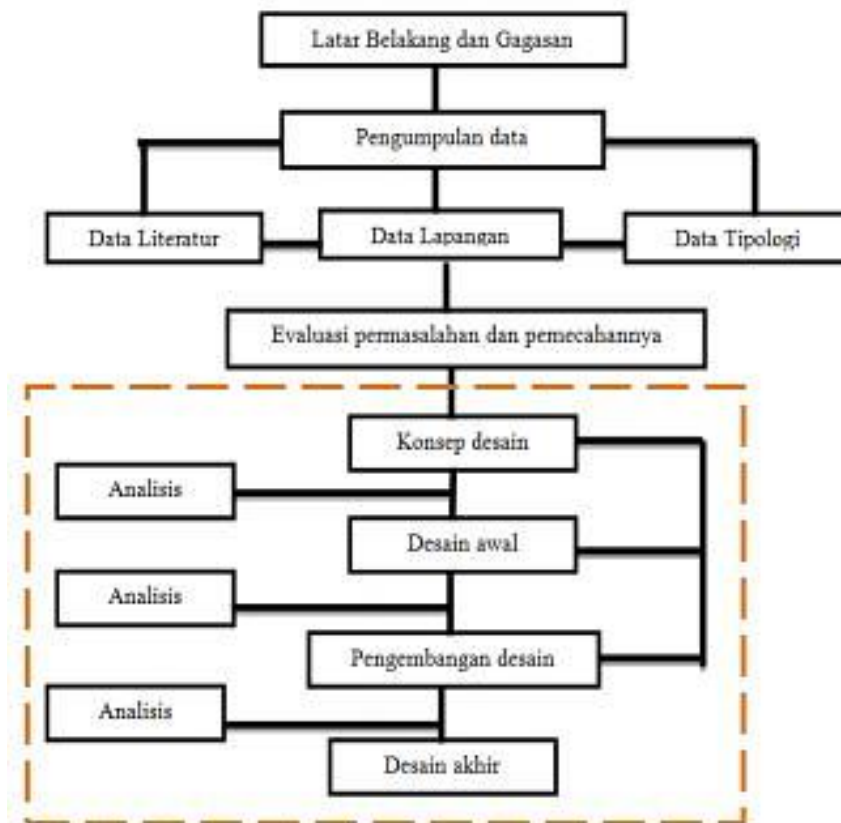 Latar Belakang dan Gagasan
Pengumpulan data
Data Literatur
Data Lapangan
Data Tipologi
Evaluasi permasalahan dan pemecahannya
Konsep desain
Analisis
Desain awal
Analisis
Pengembangan desain
Analisis
Desain akhir